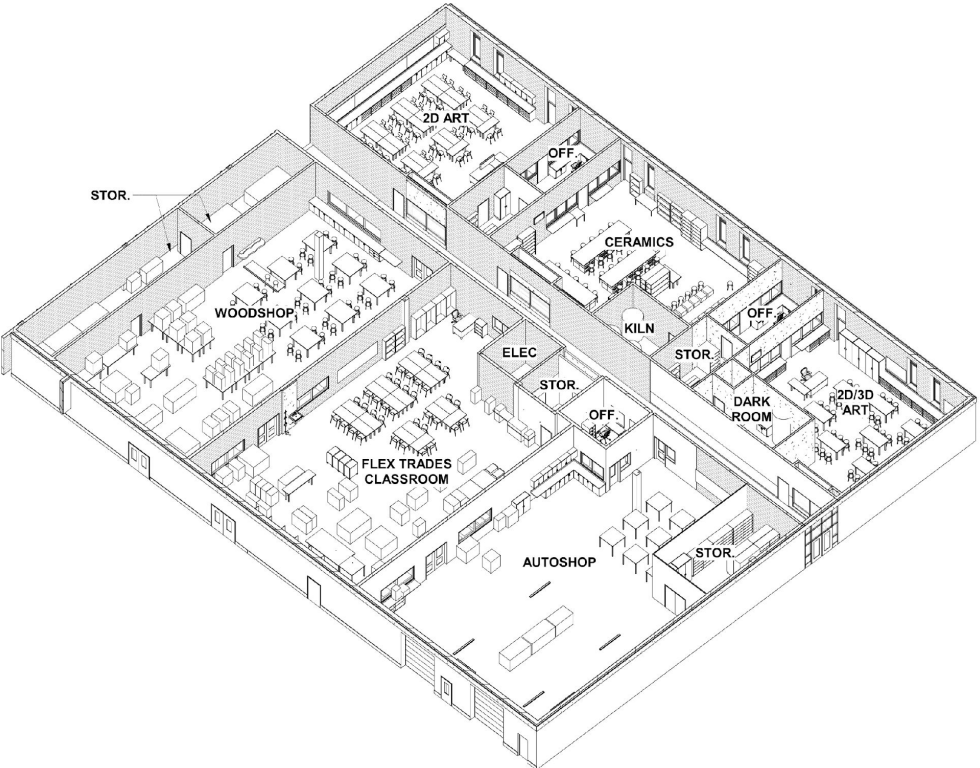 2D ART
OFF.
STOR.
CERAMICS
WOODSHOP
KILN
OFF.
ELEC
STOR.
STOR.
DARK
ROOM
2D/3D
ART
OFF.
FLEX TRADES
CLASSROOM
STOR.
AUTOSHOP